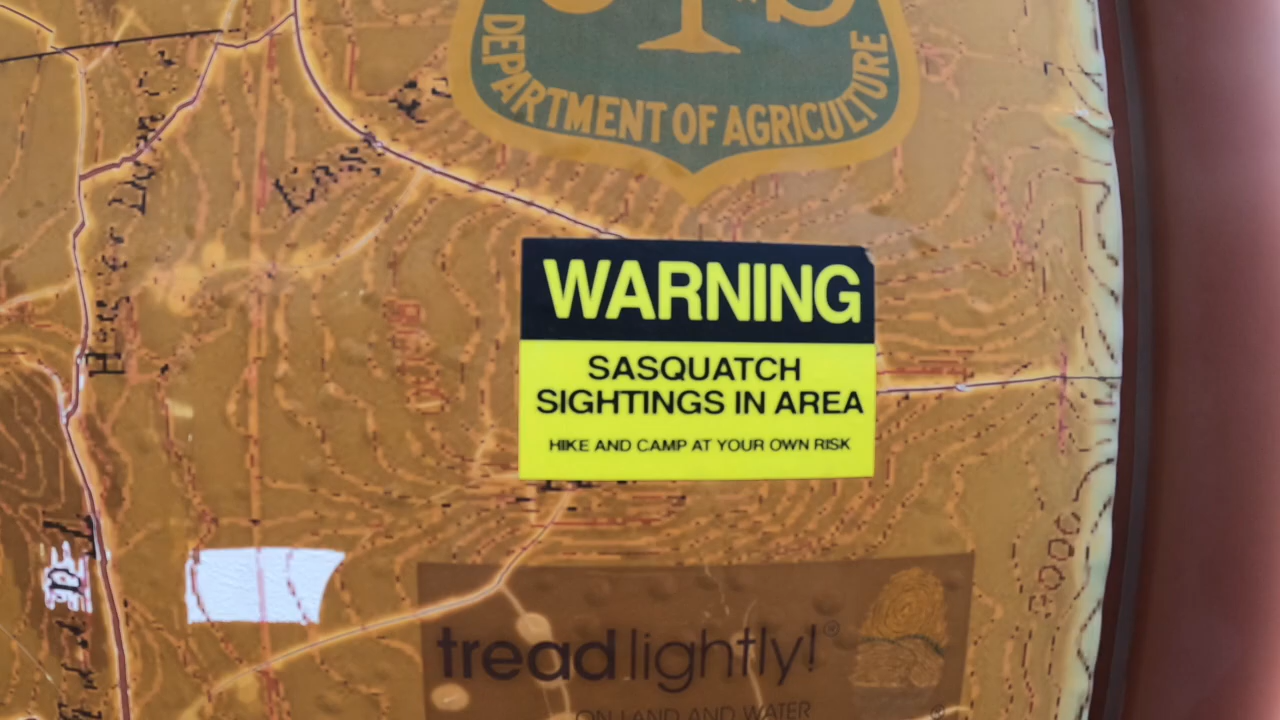 DEPARTMENT OF AGRICULTURE
WARNING
SASQUATCH
SIGHTINGS IN AREA
HIKE AND CAMP AT YOUR OWN RISK
treadlightly!®
ON LAND AND WATER